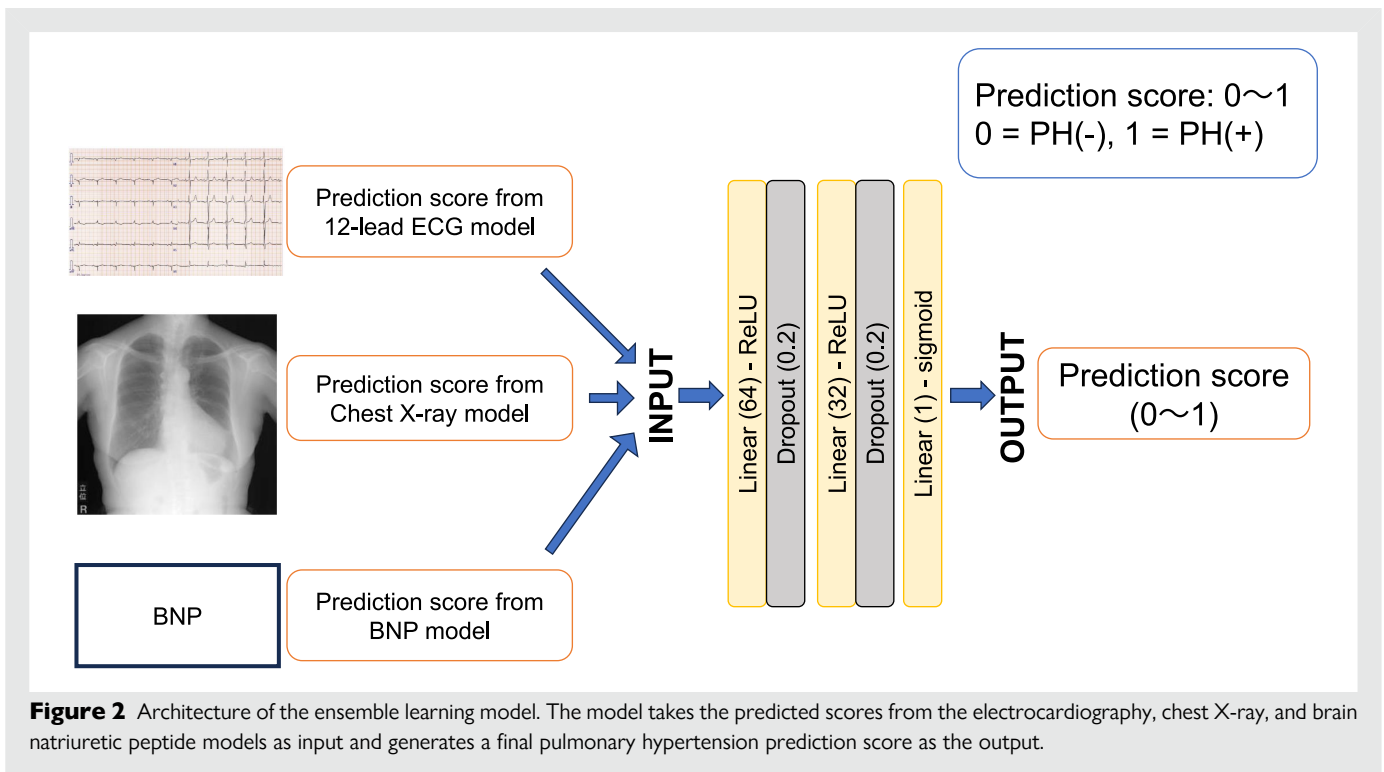 Prediction score: 0～1
0 = PH(-), 1 = PH(+)
Prediction score from
12-lead ECG model
Prediction score from
Chest X-ray model
BNP
Prediction score from
BNP model
INPUT
Linear (64) - ReLU
Dropout (0.2)
Linear (32) - ReLU
Dropout (0.2)
Linear (1) - sigmoid
OUTPUT
Prediction score
(0～1)
R
Figure 2 Architecture of the ensemble learning model. The model takes the predicted scores from the electrocardiography, chest X-ray, and brain
natriuretic peptide models as input and generates a final pulmonary hypertension prediction score as the output.